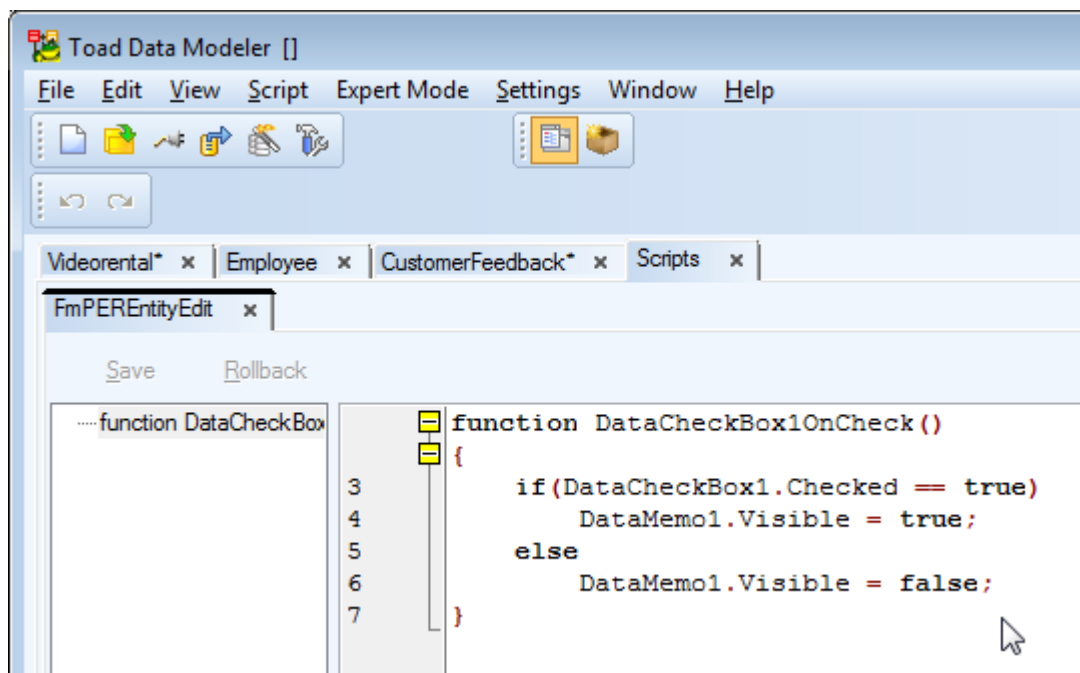 Toad Data Modeler []
File Edit View Script Expert Mode Settings Window Help
Videorental* Employee CustomerFeedback* Scripts
FmPEREntityEdit
Save Rollback
function DataCheckBox
function DataCheckBox1OnCheck()
{
3 if(DataCheckBox1.Checked == true)
4 DataMemo1.Visible = true;
5 else
6 DataMemo1.Visible = false;
7 }